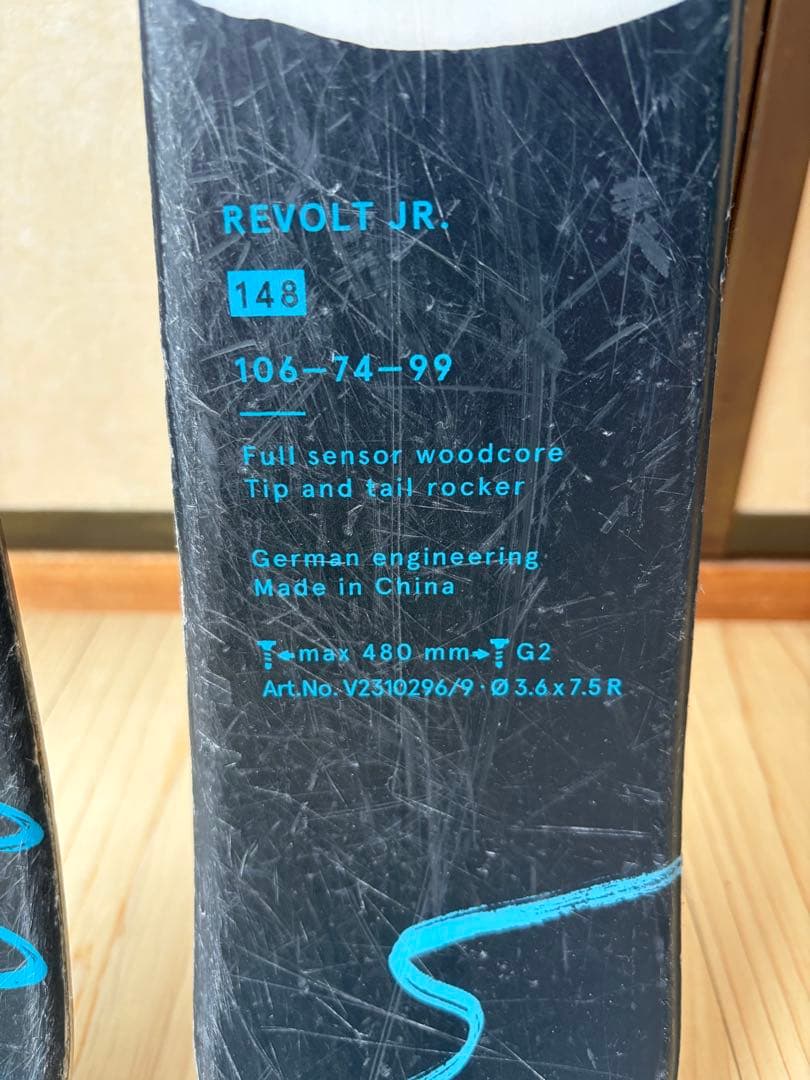 REVOLT JR.
148
106–74–99
Full sensor woodcore
Tip and tail rocker
German engineering
Made in China
max 480 mm G2
Art.No. V2310296/9 · Ø 3.6 x 7.5 R